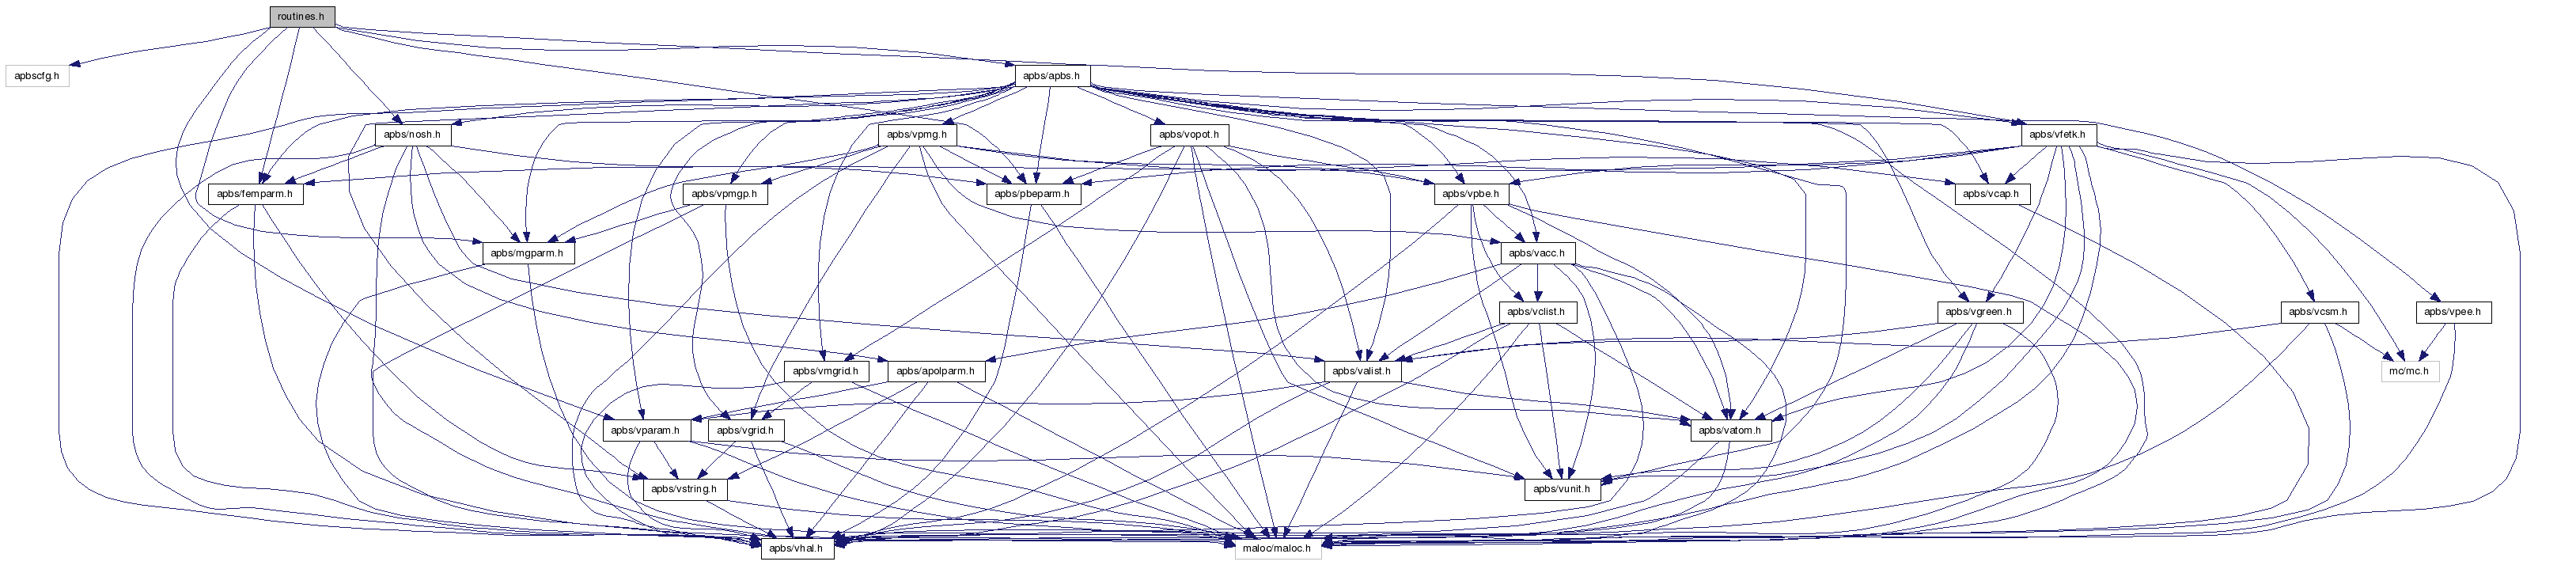 routines.h
apbscfg.h
apbs/apbs.h
apbs/nosh.h
apbs/vpmg.h
apbs/vopot.h
apbs/vfetk.h
apbs/femparm.h
apbs/vpmgp.h
apbs/pbeparm.h
apbs/vpbe.h
apbs/vcap.h
apbs/mgparm.h
apbs/vacc.h
apbs/vclist.h
apbs/vgreen.h
apbs/vcsm.h
apbs/vpee.h
apbs/vmgrid.h
apbs/apolparm.h
apbs/valist.h
mc/mc.h
apbs/vparam.h
apbs/vgrid.h
apbs/vatom.h
apbs/vstring.h
apbs/vunit.h
apbs/vhal.h
maloc/maloc.h